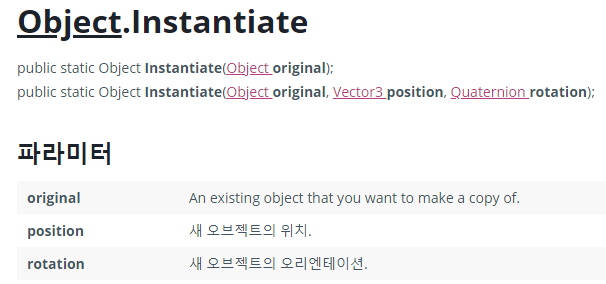 Object.Instantiate
public static Object Instantiate(Object original);
public static Object Instantiate(Object original, Vector3 position, Quaternion rotation);
파라미터
original An existing object that you want to make a copy of.
position 새 오브젝트의 위치.
rotation 새 오브젝트의 오리엔테이션.